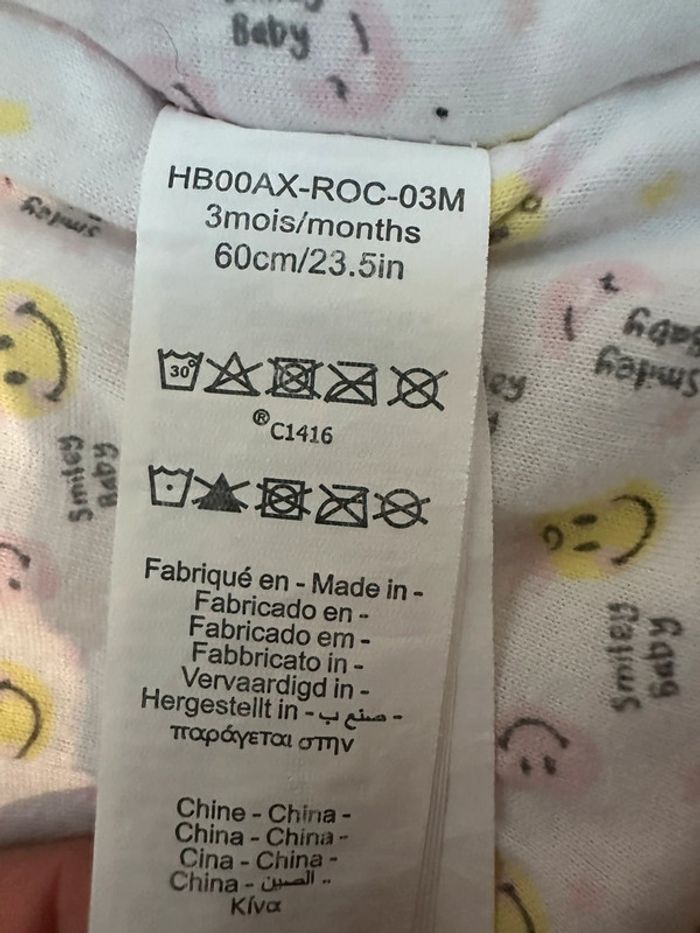 Baby
HB00AX-ROC-03M
3mois/months
60cm/23.5in
30°
® C1416
Fabriqué en - Made in -
Fabricado en -
Fabricado em -
Fabbricato in -
Vervaardigd in -
Hergestellt in - صنع ب -
παράγεται στην
Chine - China -
China - China -
Cina - China -
China - الصين -
Κίνα
Smiley
Smiley
Baby
Smiley
Baby
Smiley
Baby